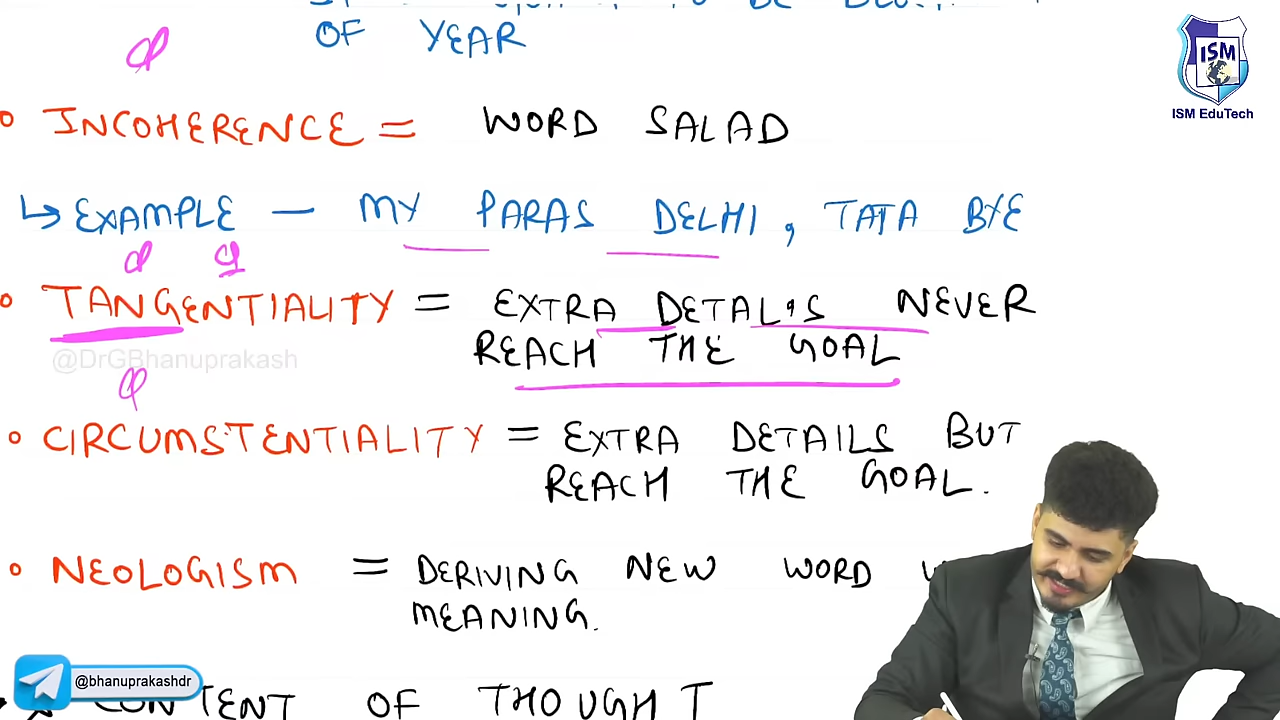 OF YEAR
INCOHERENCE = WORD SALAD
↳ EXAMPLE — MY PARAS DELHI, TATA BYE
TANGENTIALITY = EXTRA DETAILS NEVER
REACH THE GOAL
@DrGBhanuprakash
CIRCUMSTENTIALITY = EXTRA DETAILS BUT
REACH THE GOAL.
NEOLOGISM = DERIVING NEW WORD
MEANING.
CONTENT OF THOUGHT
@bhanuprakashdr
ISM
ISM EduTech